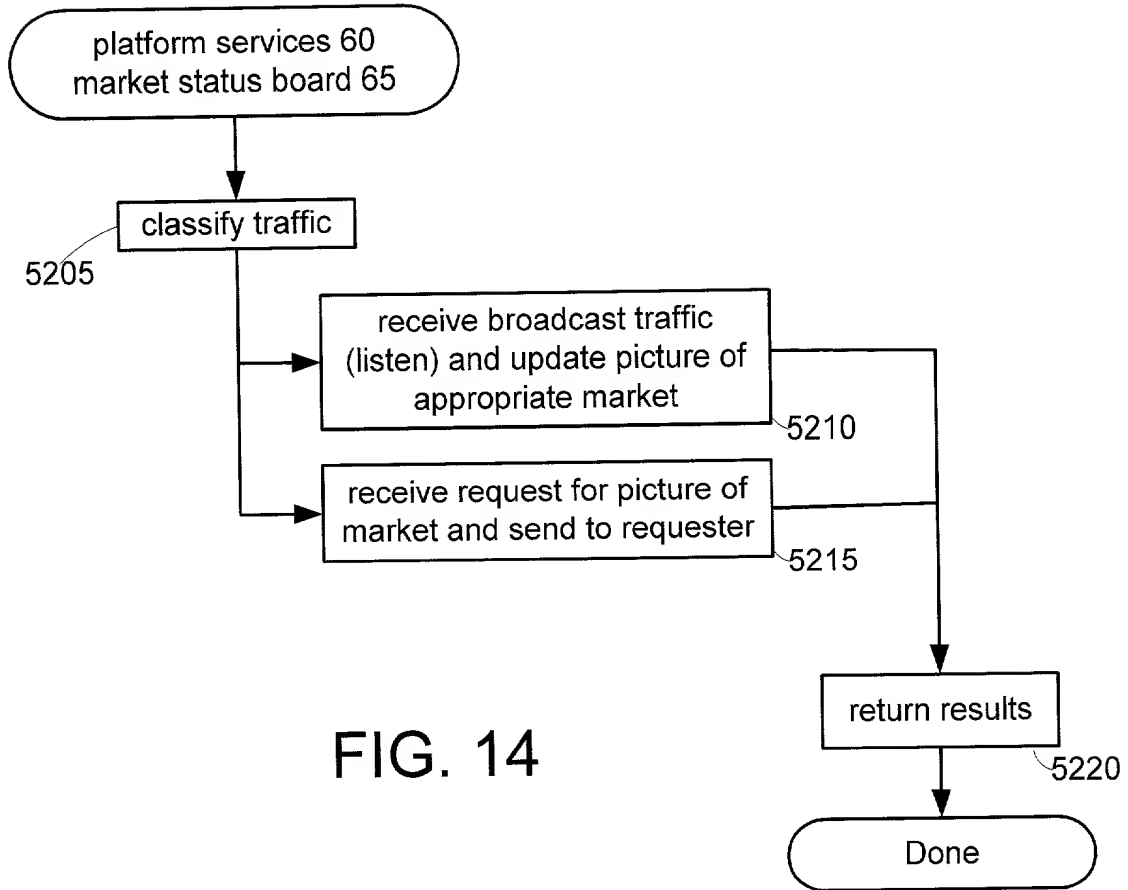 platform services 60
market status board 65
classify traffic
5205
receive broadcast traffic
(listen) and update picture of
appropriate market
5210
receive request for picture of
market and send to requester
5215
return results
5220
FIG. 14
Done